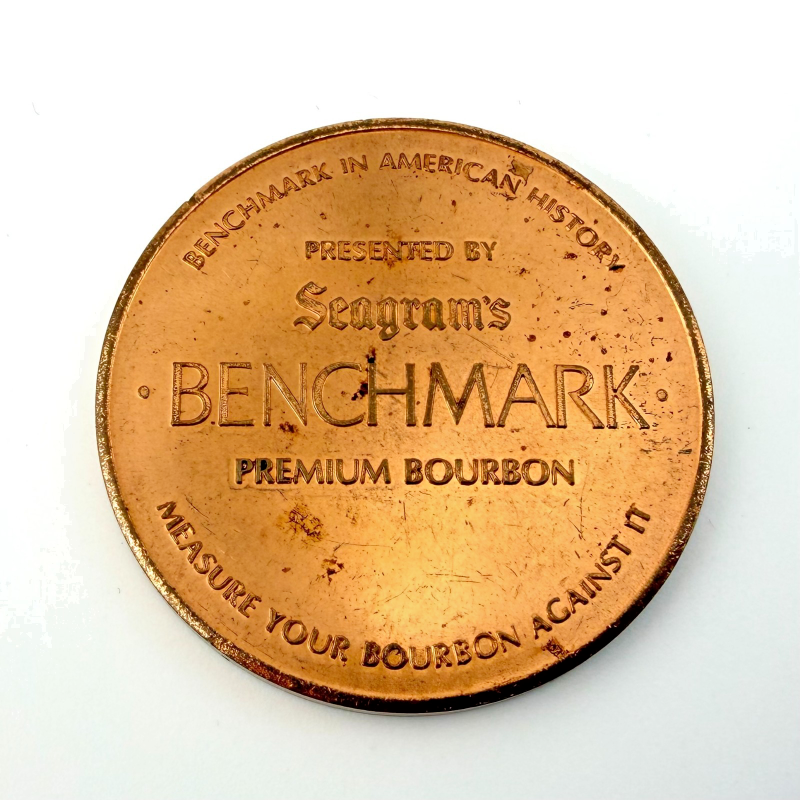 BENCHMARK IN AMERICAN HISTORY
PRESENTED BY
Seagram's
· BENCHMARK ·
PREMIUM BOURBON
MEASURE YOUR BOURBON AGAINST IT